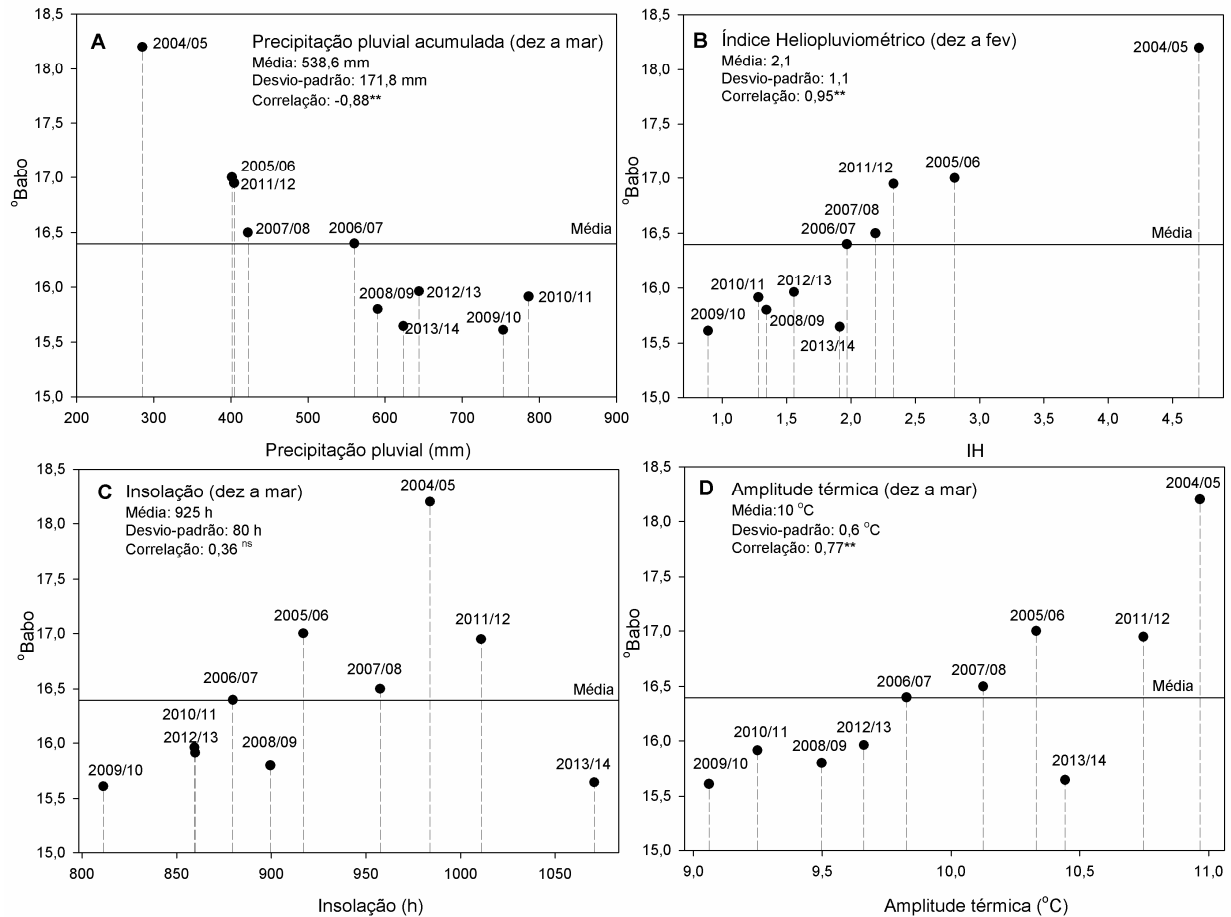 A Precipitação pluvial acumulada (dez a mar)
Média: 538,6 mm
Desvio-padrão: 171,8 mm
Correlação: -0,88**
18,5
18,0
17,5
17,0
16,5
16,0
15,5
15,0
ºBabo
2004/05
2005/06
2011/12
2007/08
2006/07
Média
2008/09
2012/13
2013/14
2009/10
2010/11
200 300 400 500 600 700 800 900
Precipitação pluvial (mm)
B Índice Heliopluviométrico (dez a fev)
Média: 2,1
Desvio-padrão: 1,1
Correlação: 0,95**
18,5
18,0
17,5
17,0
16,5
16,0
15,5
15,0
ºBabo
2004/05
2011/12
2005/06
2007/08
2006/07
Média
2010/11
2012/13
2009/10
2008/09
2013/14
1,0 1,5 2,0 2,5 3,0 3,5 4,0 4,5
IH
C Insolação (dez a mar)
Média: 925 h
Desvio-padrão: 80 h
Correlação: 0,36 ns
18,5
18,0
17,5
17,0
16,5
16,0
15,5
15,0
ºBabo
2004/05
2005/06
2011/12
2007/08
2006/07
Média
2010/11
2012/13
2008/09
2009/10
2013/14
800 850 900 950 1000 1050
Insolação (h)
D Amplitude térmica (dez a mar)
Média:10 ºC
Desvio-padrão: 0,6 ºC
Correlação: 0,77**
18,5
18,0
17,5
17,0
16,5
16,0
15,5
15,0
ºBabo
2004/05
2005/06
2011/12
2007/08
2006/07
Média
2010/11
2012/13
2008/09
2009/10
2013/14
9,0 9,5 10,0 10,5 11,0
Amplitude térmica (ºC)